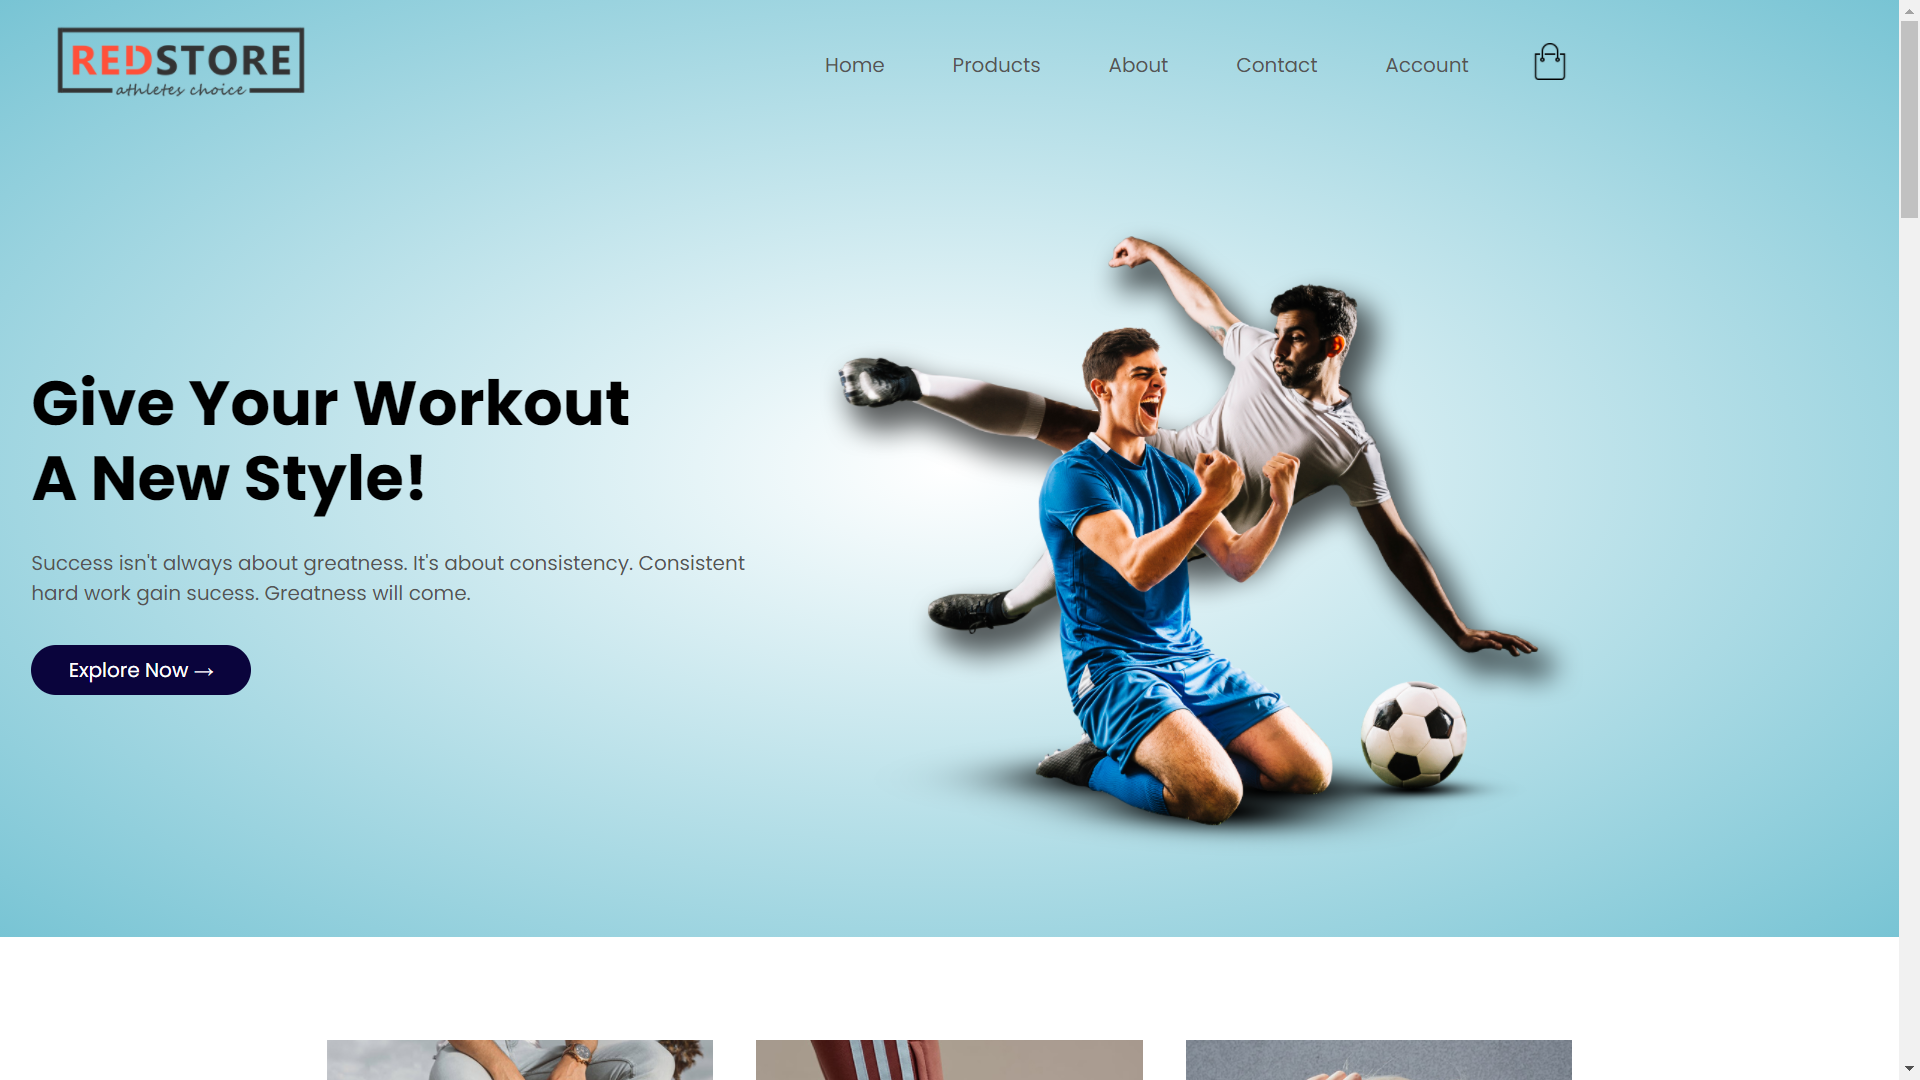 REDSTORE
athletes choice
Home
Products
About
Contact
Account
Give Your Workout
A New Style!
Success isn't always about greatness. It's about consistency. Consistent
hard work gain sucess. Greatness will come.
Explore Now →